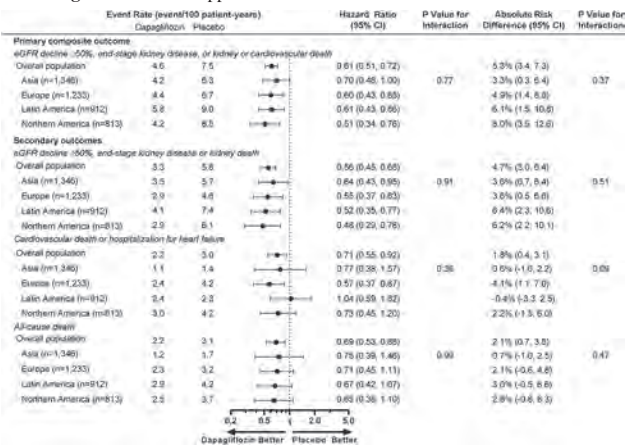 Event Rate (event/100 patient-years) Hazard Ratio P Value for Absolute Risk P Value for
Dapagliflozin Placebo (95% CI) Interaction Difference (95% CI) Interaction
Primary composite outcome
eGFR decline ≥50%, end-stage kidney disease, or kidney or cardiovascular death
Overall population 4.6 7.5 0.61 (0.51, 0.72) 5.3% (3.4, 7.3)
Asia (n=1,346) 4.2 6.3 0.70 (0.48, 1.00) 0.77 3.3% (0.3, 6.4) 0.37
Europe (n=1,233) 4.4 6.7 0.60 (0.43, 0.85) 4.9% (1.4, 8.3)
Latin America (n=912) 5.8 9.0 0.61 (0.43, 0.86) 6.1% (1.5, 10.8)
Northern America (n=813) 4.2 8.5 0.51 (0.34, 0.76) 8.0% (3.5, 12.6)
Secondary outcomes
eGFR decline ≥50%, end-stage kidney disease or kidney death
Overall population 3.3 5.8 0.56 (0.45, 0.68) 4.7% (3.0, 6.4)
Asia (n=1,346) 3.5 5.7 0.64 (0.43, 0.95) 0.91 3.6% (0.7, 6.4) 0.51
Europe (n=1,233) 2.9 4.6 0.55 (0.37, 0.83) 3.6% (0.5, 6.6)
Latin America (n=912) 4.1 7.4 0.52 (0.35, 0.77) 6.4% (2.3, 10.6)
Northern America (n=813) 2.9 6.1 0.46 (0.29, 0.76) 6.2% (2.2, 10.1)
Cardiovascular death or hospitalization for heart failure
Overall population 2.2 3.0 0.71 (0.55, 0.92) 1.8% (0.4, 3.1)
Asia (n=1,346) 1.1 1.4 0.77 (0.38, 1.57) 0.6% (-1.0, 2.2) 0.09
Europe (n=1,233) 2.4 4.2 0.57 (0.37, 0.87) 4.1% (1.1, 7.0)
Latin America (n=912) 2.4 2.3 1.04 (0.59, 1.82) -0.4% (-3.3, 2.5)
Northern America (n=813) 3.0 4.2 0.73 (0.45, 1.20) 2.2% (-1.5, 6.0)
All-cause death
Overall population 2.2 3.1 0.69 (0.53, 0.88) 2.1% (0.7, 3.5)
Asia (n=1,346) 1.2 1.7 0.75 (0.39, 1.46) 0.99 0.7% (-1.0, 2.5) 0.47
Europe (n=1,233) 2.3 3.2 0.71 (0.45, 1.11) 2.1% (-0.6, 4.8)
Latin America (n=912) 2.9 4.2 0.67 (0.42, 1.07) 3.0% (-0.5, 6.6)
Northern America (n=813) 2.5 3.7 0.65 (0.38, 1.10) 2.8% (-0.6, 6.3)
0.2 0.5 1 2.0 5.0
Dapagliflozin Better Placebo Better